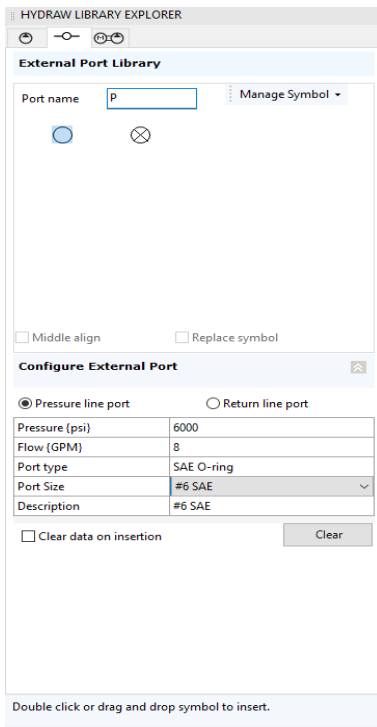 HYDRAW LIBRARY EXPLORER
External Port Library
Port name P Manage Symbol
Middle align Replace symbol
Configure External Port
Pressure line port Return line port
Pressure {psi} 6000
Flow {GPM} 8
Port type SAE O-ring
Port Size #6 SAE
Description #6 SAE
Clear data on insertion Clear
Double click or drag and drop symbol to insert.